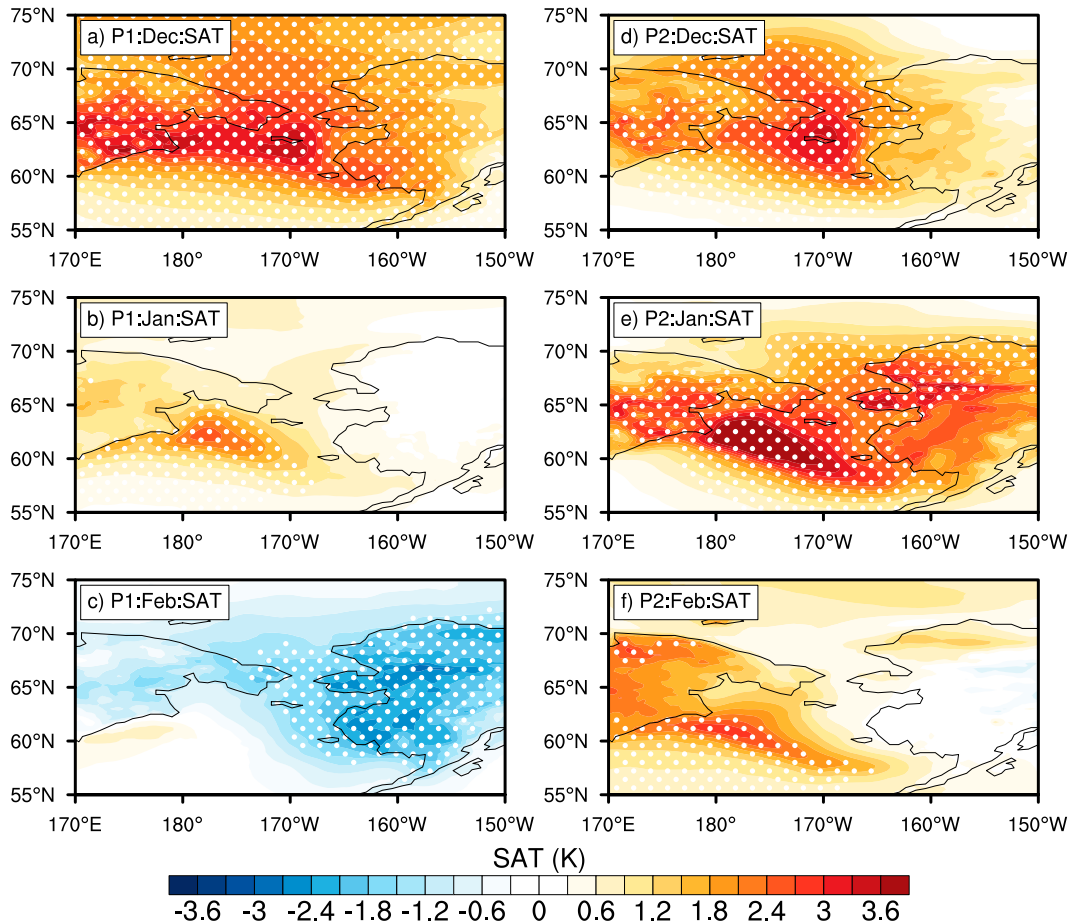 75°N
70°N
65°N
60°N
55°N
a) P1:Dec:SAT
170°E 180° 170°W 160°W 150°W
75°N
70°N
65°N
60°N
55°N
d) P2:Dec:SAT
170°E 180° 170°W 160°W 150°W
75°N
70°N
65°N
60°N
55°N
b) P1:Jan:SAT
170°E 180° 170°W 160°W 150°W
75°N
70°N
65°N
60°N
55°N
e) P2:Jan:SAT
170°E 180° 170°W 160°W 150°W
75°N
70°N
65°N
60°N
55°N
c) P1:Feb:SAT
170°E 180° 170°W 160°W 150°W
75°N
70°N
65°N
60°N
55°N
f) P2:Feb:SAT
170°E 180° 170°W 160°W 150°W
SAT (K)
-3.6 -3 -2.4 -1.8 -1.2 -0.6 0 0.6 1.2 1.8 2.4 3 3.6